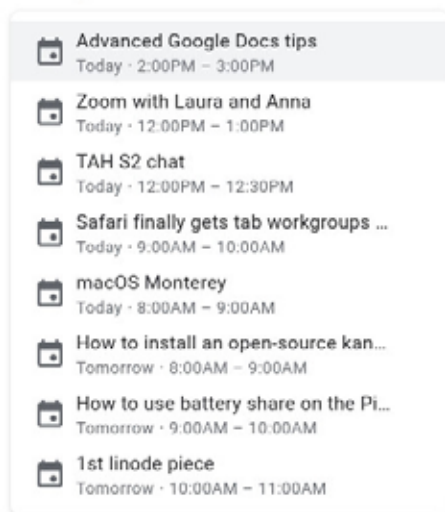 Advanced Google Docs tips
Today · 2:00PM – 3:00PM
Zoom with Laura and Anna
Today · 12:00PM – 1:00PM
TAH S2 chat
Today · 12:00PM – 12:30PM
Safari finally gets tab workgroups ...
Today · 9:00AM – 10:00AM
macOS Monterey
Today · 8:00AM – 9:00AM
How to install an open-source kan...
Tomorrow · 8:00AM – 9:00AM
How to use battery share on the Pi...
Tomorrow · 9:00AM – 10:00AM
1st linode piece
Tomorrow · 10:00AM – 11:00AM